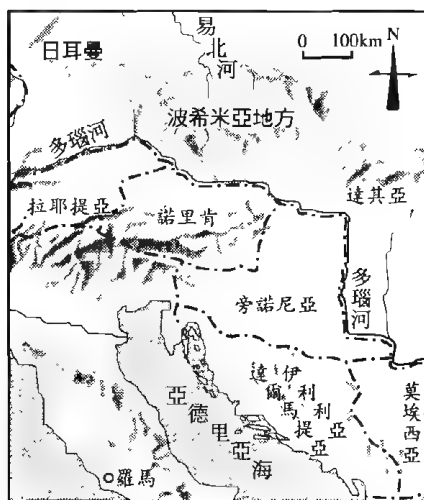 易北河
日耳曼
0 100km
N
波希米亞地方
多瑙河
達其亞
拉耶提亞
諾里肯
多瑙河
旁諾尼亞
伊利利亞
達爾馬提亞
莫埃西亞
亞德里亞海
羅馬